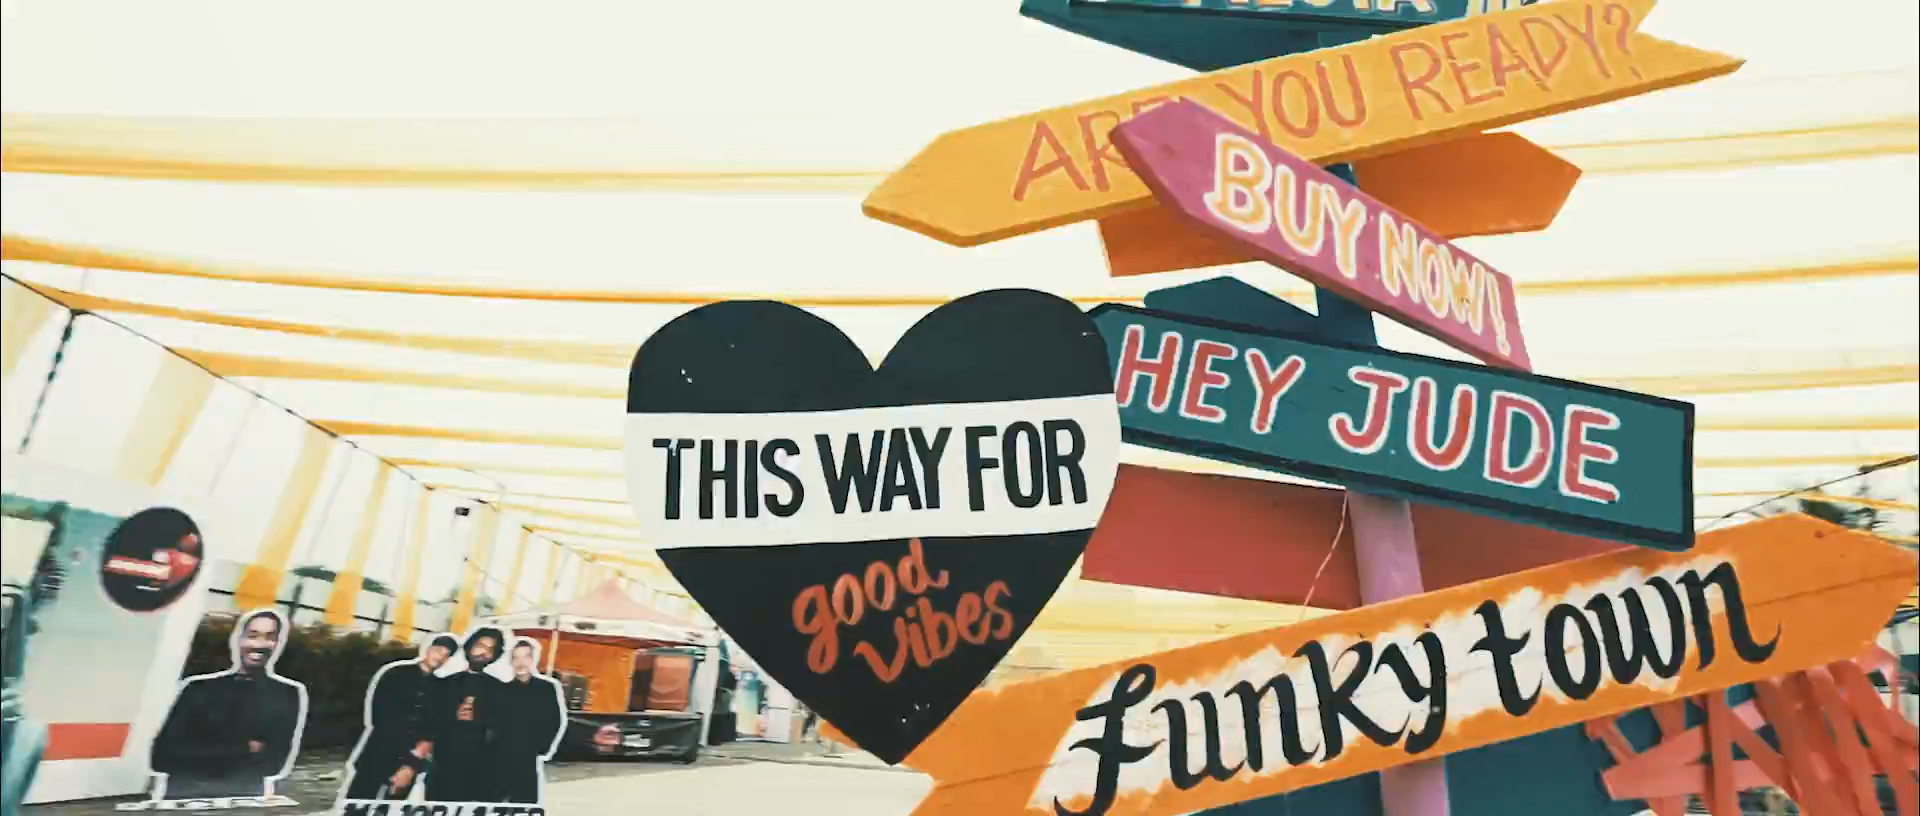 ARE YOU READY?
BUY NOW!
HEY JUDE
THIS WAY FOR
good
vibes
funky town